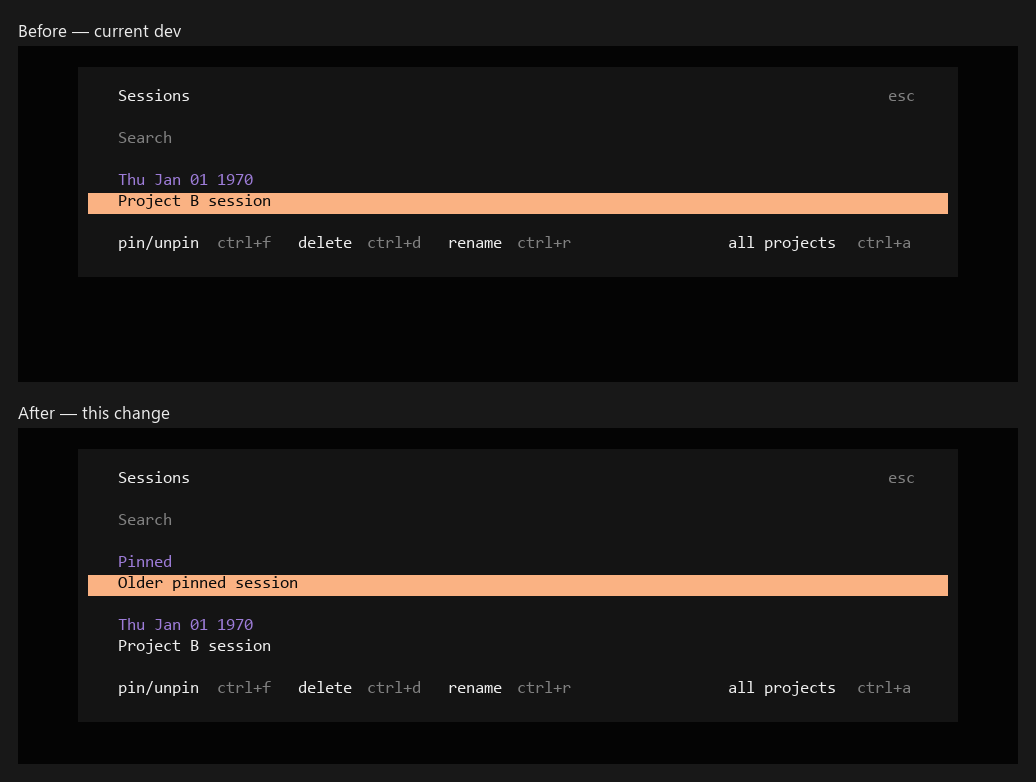 Before — current dev
Sessions esc
Search
Thu Jan 01 1970
Project B session
pin/unpin ctrl+f delete ctrl+d rename ctrl+r all projects ctrl+a
After — this change
Sessions esc
Search
Pinned
Older pinned session
Thu Jan 01 1970
Project B session
pin/unpin ctrl+f delete ctrl+d rename ctrl+r all projects ctrl+a